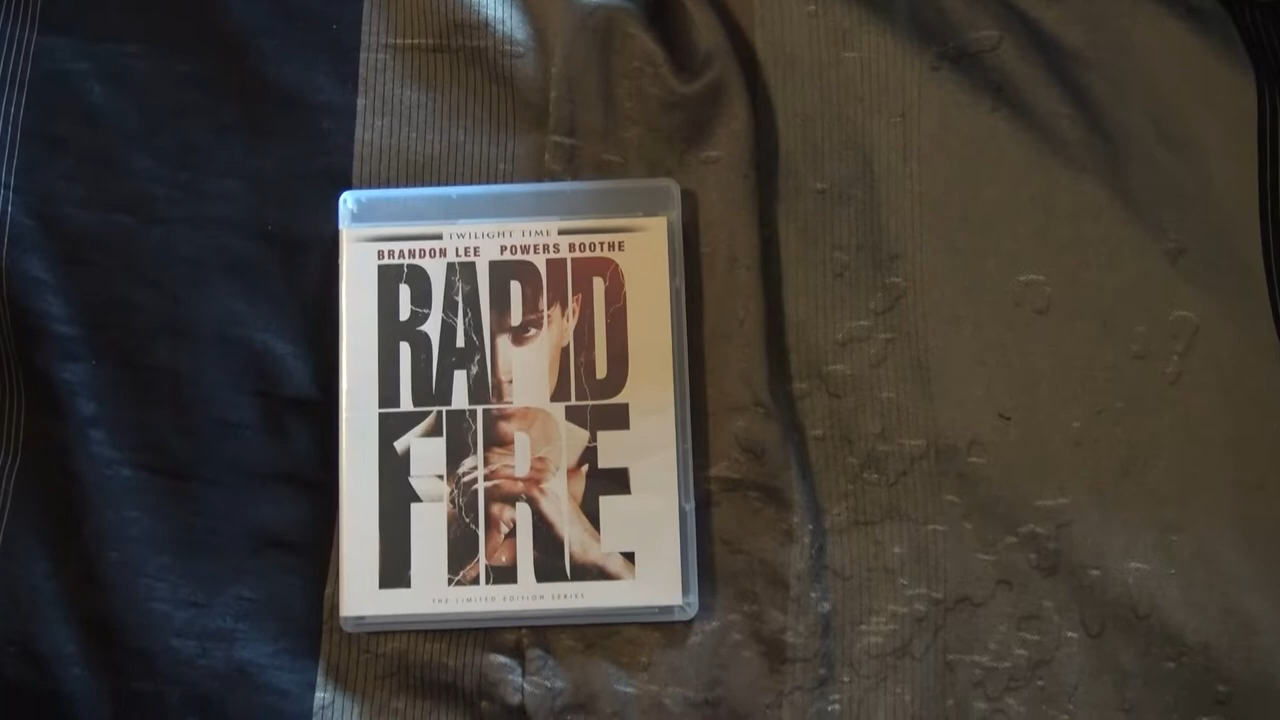 TWILIGHT TIME
BRANDON LEE POWERS BOOTHE
RAPID
FIRE
THE LIMITED EDITION SERIES